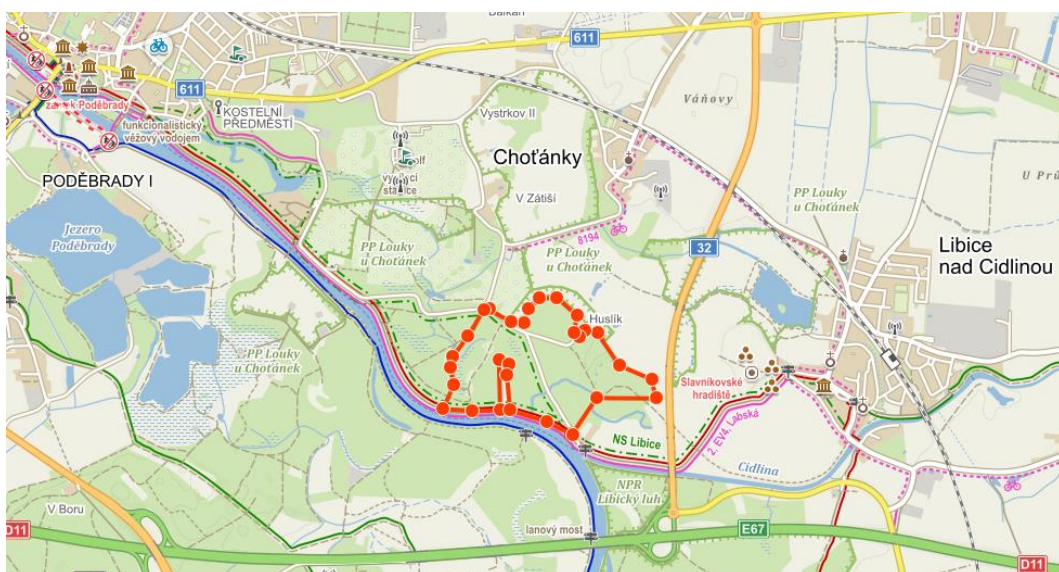 Balkán
611
611
zámek Poděbrady
KOSTELNÍ
PŘEDMĚSTÍ
funkcionalistický
věžový vodojem
Vystrkov II
Váňovy
Choťánky
PODĚBRADY I
V Zátiší
U Prů
PP Louky
u Choťánek
Jezero
Poděbrady
8194
32
Libice
nad Cidlinou
PP Louky
u Choťánek
PP Louky
u Choťánek
Huslík
PP Louky
u Choťánek
Slavníkovské
hradiště
NS Libice
2, EV4, Labská
Cidlina
NPR
Libický luh
V Boru
lanový most
D11
E67
D11